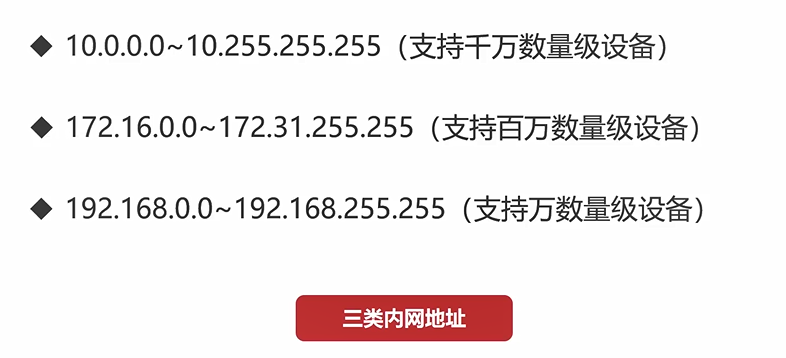 ◆ 10.0.0.0~10.255.255.255（支持千万数量级设备）
◆ 172.16.0.0~172.31.255.255（支持百万数量级设备）
◆ 192.168.0.0~192.168.255.255（支持万数量级设备）
三类内网地址